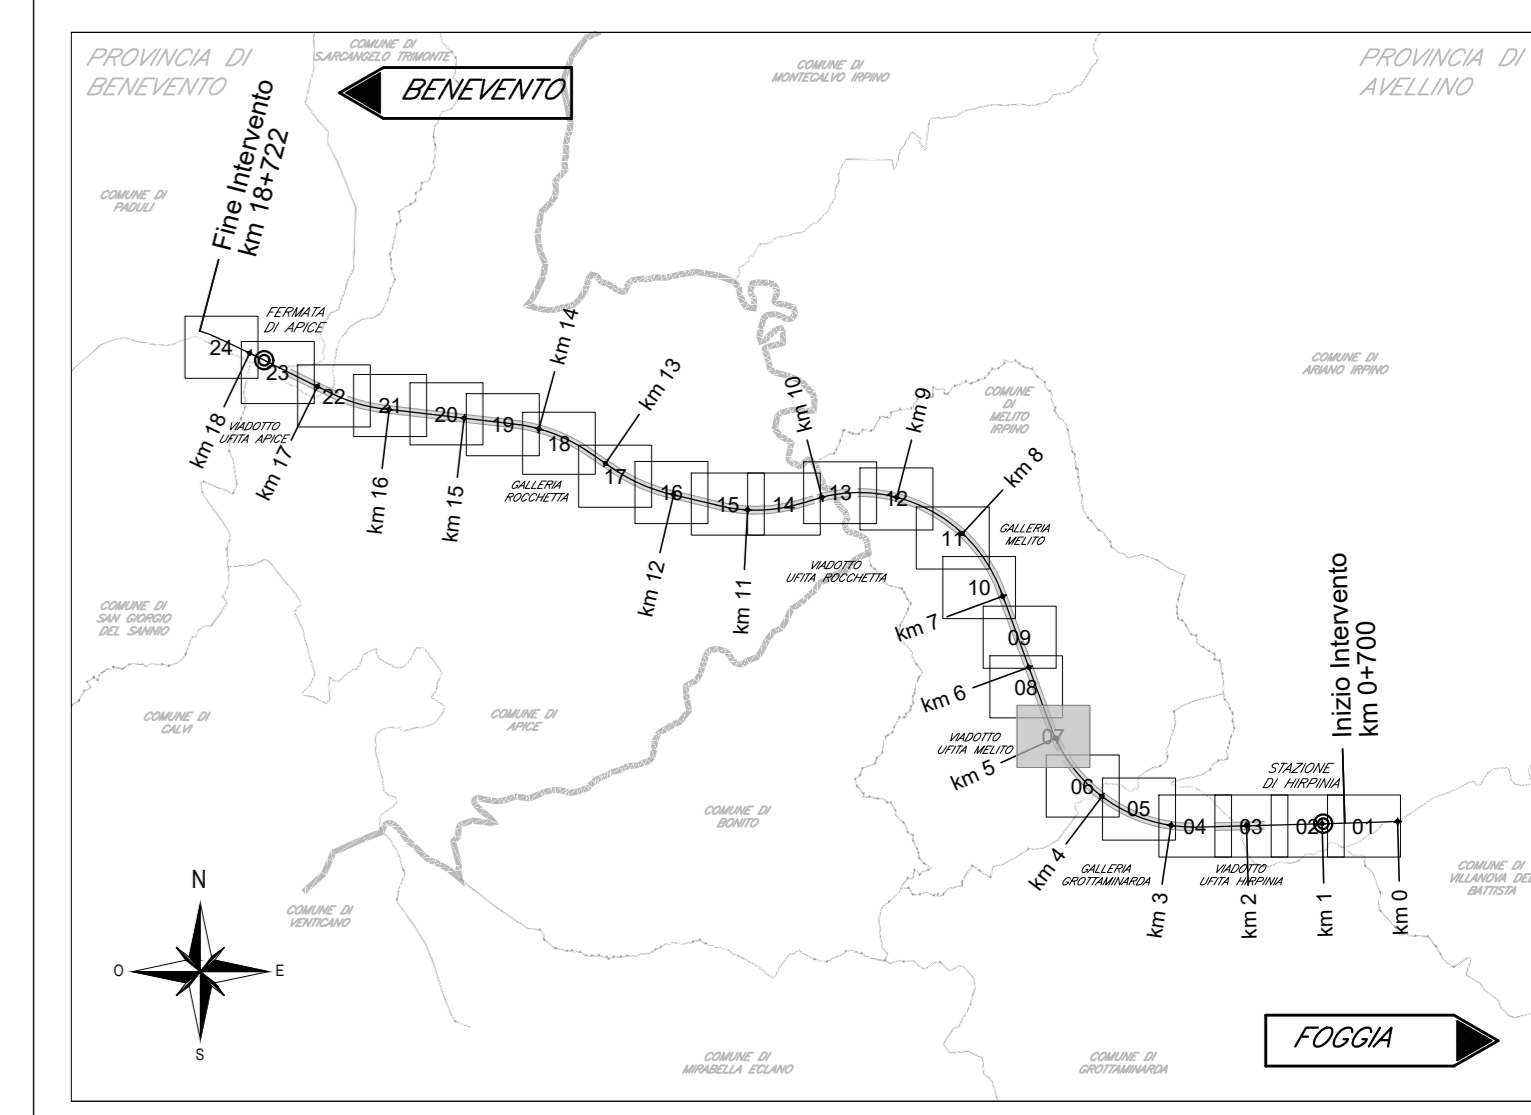 PROVINCIA DI
BENEVENTO
COMUNE DI
S.ARCANGELO TRIMONTE
BENEVENTO
COMUNE DI
MONTECALVO IRPINO
PROVINCIA DI
AVELLINO
Fine Intervento
km 18+722
COMUNE DI
PADULI
FERMATA
DI APICE
24
23
22
21
20
19
18
17
16
15
14
13
12
11
10
09
08
07
06
05
04
03
02
01
km 18
km 17
km 16
km 15
km 14
km 13
km 12
km 11
km 10
km 9
km 8
km 7
km 6
km 5
km 4
km 3
km 2
km 1
km 0
VIADOTTO
UFITA APICE
GALLERIA
ROCCHETTA
VIADOTTO
UFITA ROCCHETTA
GALLERIA
MELITO
COMUNE
DI
MELITO
IRPINO
COMUNE DI
ARIANO IRPINO
COMUNE DI
SAN GIORGIO
DEL SANNIO
COMUNE DI
CALVI
COMUNE DI
APICE
VIADOTTO
UFITA MELITO
Inizio Intervento
km 0+700
STAZIONE
DI HIRPINIA
COMUNE DI
BONITO
GALLERIA
GROTTAMINARDA
VIADOTTO
UFITA HIRPINIA
COMUNE DI
VILLANOVA DEL
BATTISTA
COMUNE DI
VENTICANO
N
O
E
S
COMUNE DI
MIRABELLA ECLANO
COMUNE DI
GROTTAMINARDA
FOGGIA